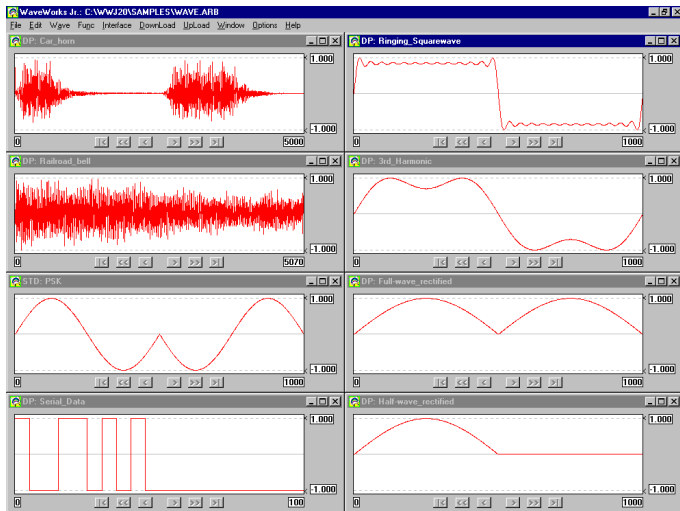 WaveWorks Jr.: C:\WWJ20\SAMPLES\WAVE.ARB
File Edit Wave Func Interface DownLoad UpLoad Window Options Help
DP: Car_horn
1.000
-1.000
0 |< << < > >> >| 5000
DP: Ringing_Squarewave
1.000
-1.000
0 |< << < > >> >| 1000
DP: Railroad_bell
1.000
-1.000
0 |< << < > >> >| 5070
DP: 3rd_Harmonic
1.000
-1.000
0 |< << < > >> >| 1000
STD: PSK
1.000
-1.000
0 |< << < > >> >| 1000
DP: Full-wave_rectified
1.000
-1.000
0 |< << < > >> >| 1000
DP: Serial_Data
1.000
-1.000
0 |< << < > >> >| 100
DP: Half-wave_rectified
1.000
-1.000
0 |< << < > >> >| 1000